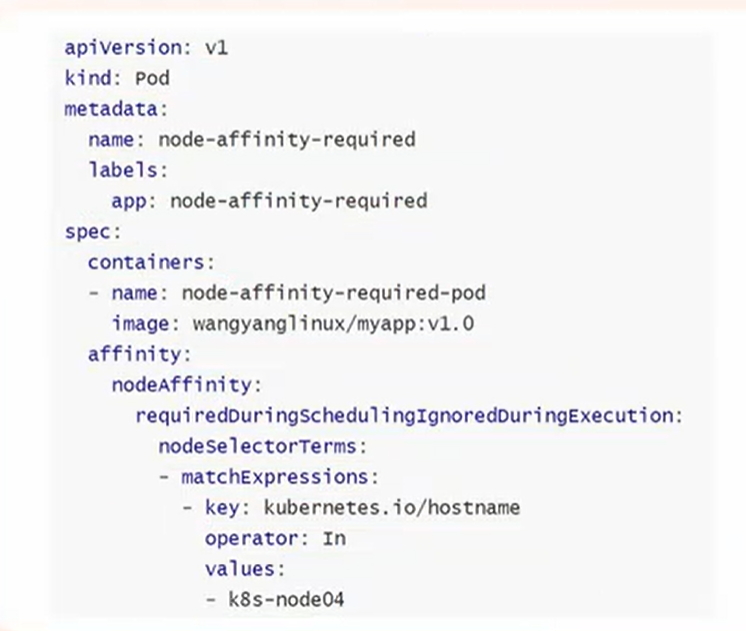 apiVersion: v1
kind: Pod
metadata:
  name: node-affinity-required
  labels:
    app: node-affinity-required
spec:
  containers:
  - name: node-affinity-required-pod
    image: wangyanglinux/myapp:v1.0
  affinity:
    nodeAffinity:
      requiredDuringSchedulingIgnoredDuringExecution:
        nodeSelectorTerms:
        - matchExpressions:
          - key: kubernetes.io/hostname
            operator: In
            values:
            - k8s-node04